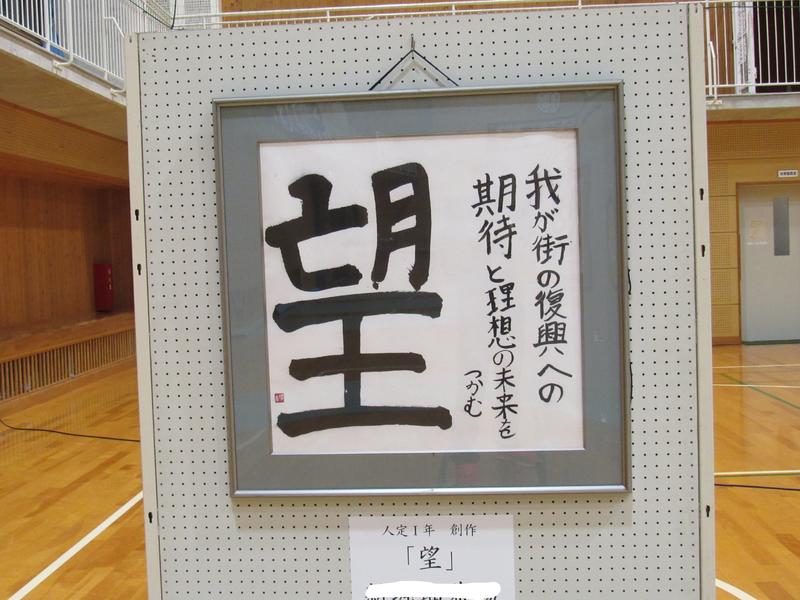 望
我が街の復興への
期待と理想の未来を
つかむ
人定Ⅰ年 創作
「望」